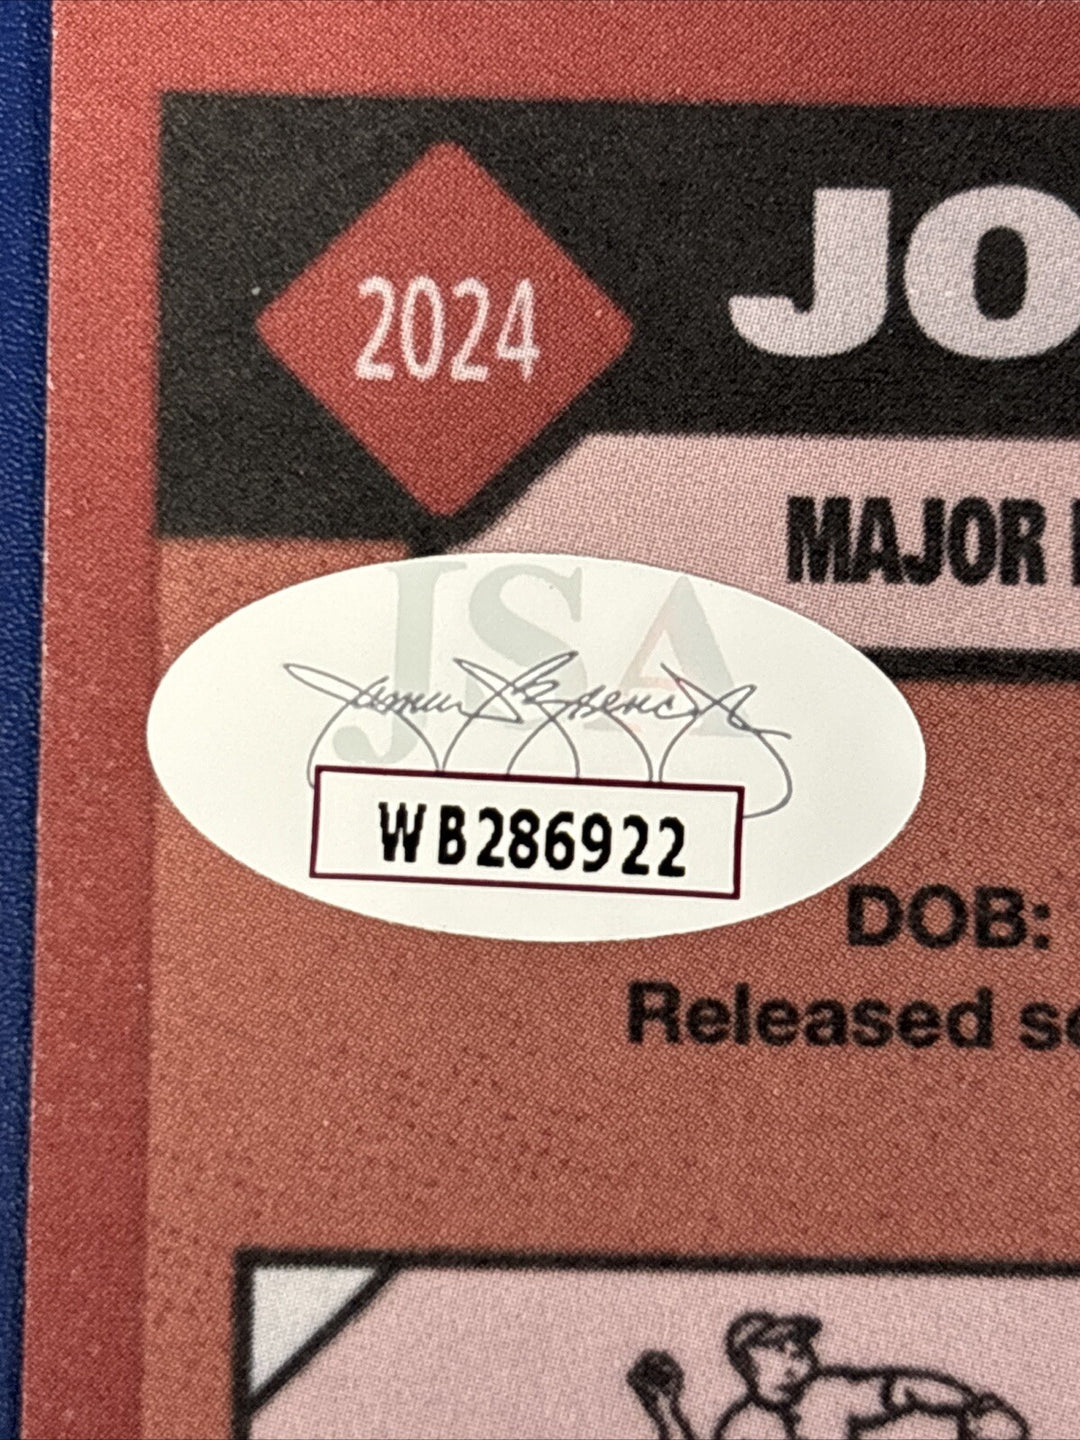 2024
JO
MAJOR
JSA
WB286922
DOB:
Released